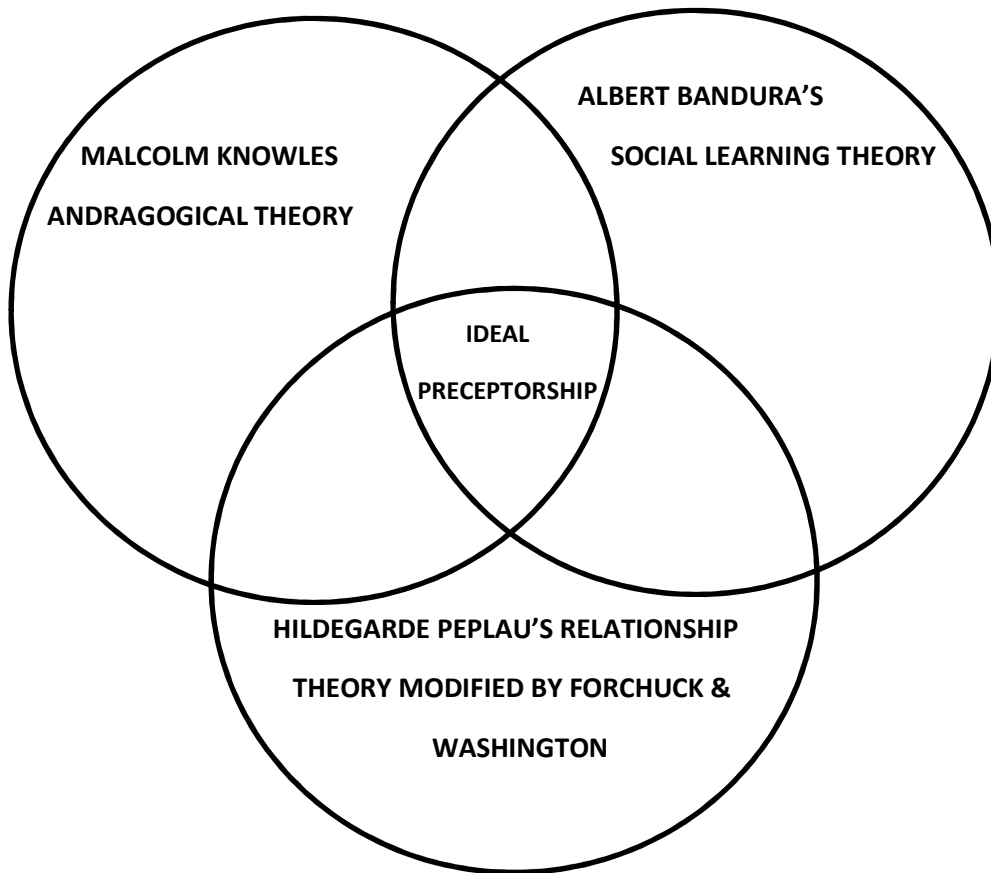 MALCOLM KNOWLES
ANDRAGOGICAL THEORY
ALBERT BANDURA’S
SOCIAL LEARNING THEORY
IDEAL
PRECEPTORSHIP
HILDEGARDE PEPLAU’S RELATIONSHIP
THEORY MODIFIED BY FORCHUCK &
WASHINGTON